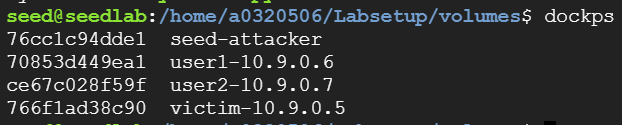 seed@seedlab:/home/a0320506/Labsetup/volumes$ dockps
76cc1c94dde1  seed-attacker
70853d449ea1  user1-10.9.0.6
ce67c028f59f  user2-10.9.0.7
766f1ad38c90  victim-10.9.0.5